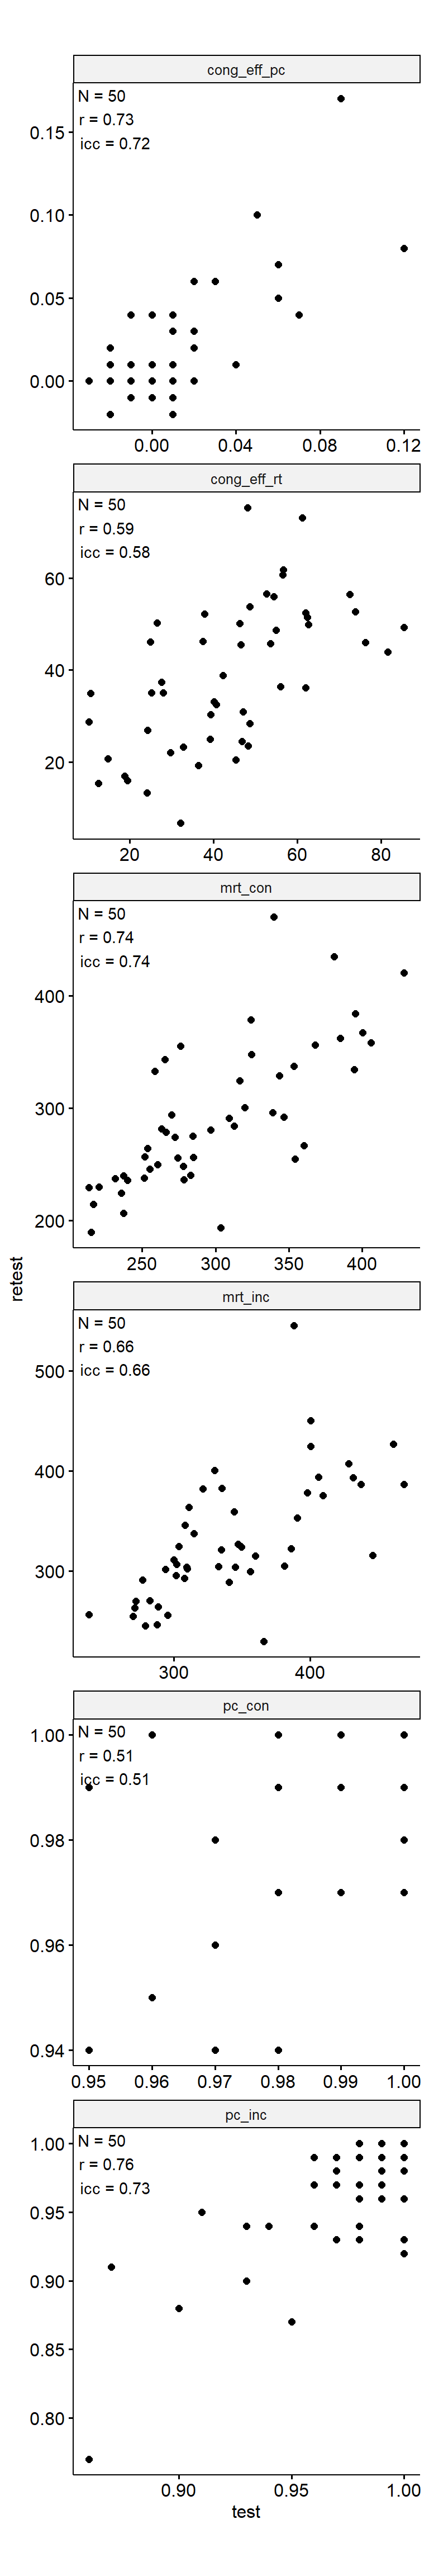 cong_eff_pc
N = 50
r = 0.73
icc = 0.72
0.15
0.10
0.05
0.00
0.00 0.04 0.08 0.12
cong_eff_rt
N = 50
r = 0.59
icc = 0.58
60
40
20
20 40 60 80
mrt_con
N = 50
r = 0.74
icc = 0.74
400
300
200
250 300 350 400
retest
mrt_inc
N = 50
r = 0.66
icc = 0.66
500
400
300
300 400
pc_con
1.00
N = 50
r = 0.51
icc = 0.51
0.98
0.96
0.94
0.95 0.96 0.97 0.98 0.99 1.00
pc_inc
1.00
N = 50
r = 0.76
icc = 0.73
0.95
0.90
0.85
0.80
0.90 0.95 1.00
test